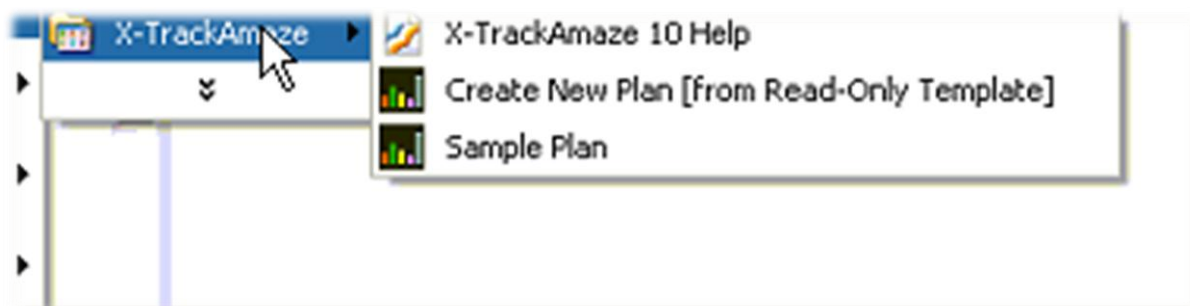 X-TrackAmaze
X-TrackAmaze 10 Help
Create New Plan [from Read-Only Template]
Sample Plan